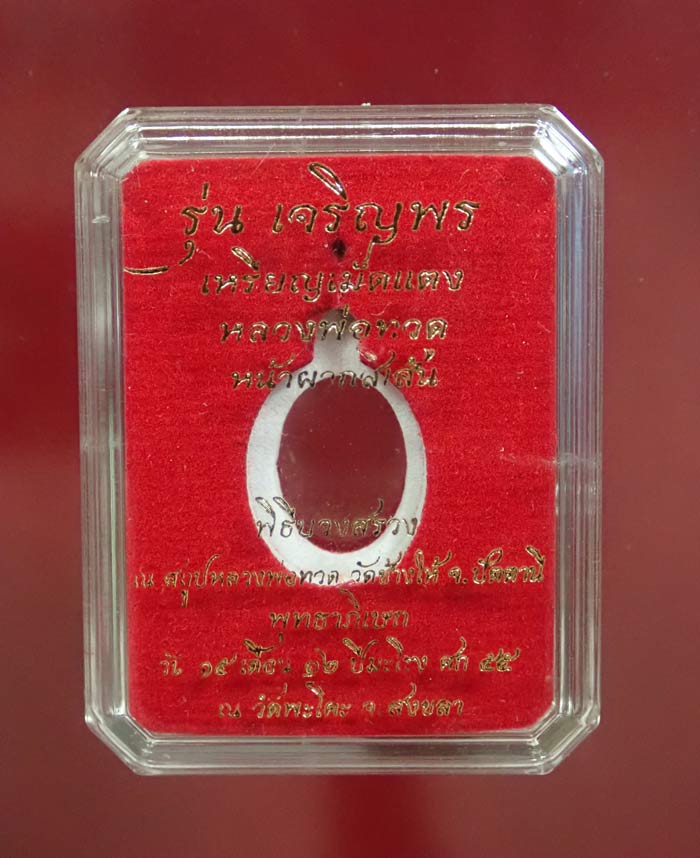 รุ่น เจริญพร
เหรียญเม็ดแตง
หลวงพ่อทวด
หน้าผาก ๓ เส้น
พิธีบวงสรวง
ณ สถูปหลวงพ่อทวด วัดช้างให้ จ.ปัตตานี
พุทธาภิเษก
วัน ๑๕ เดือน ๑๒ ปีมะโรง ศก ๕๕
ณ วัดพะโคะ จ.สงขลา